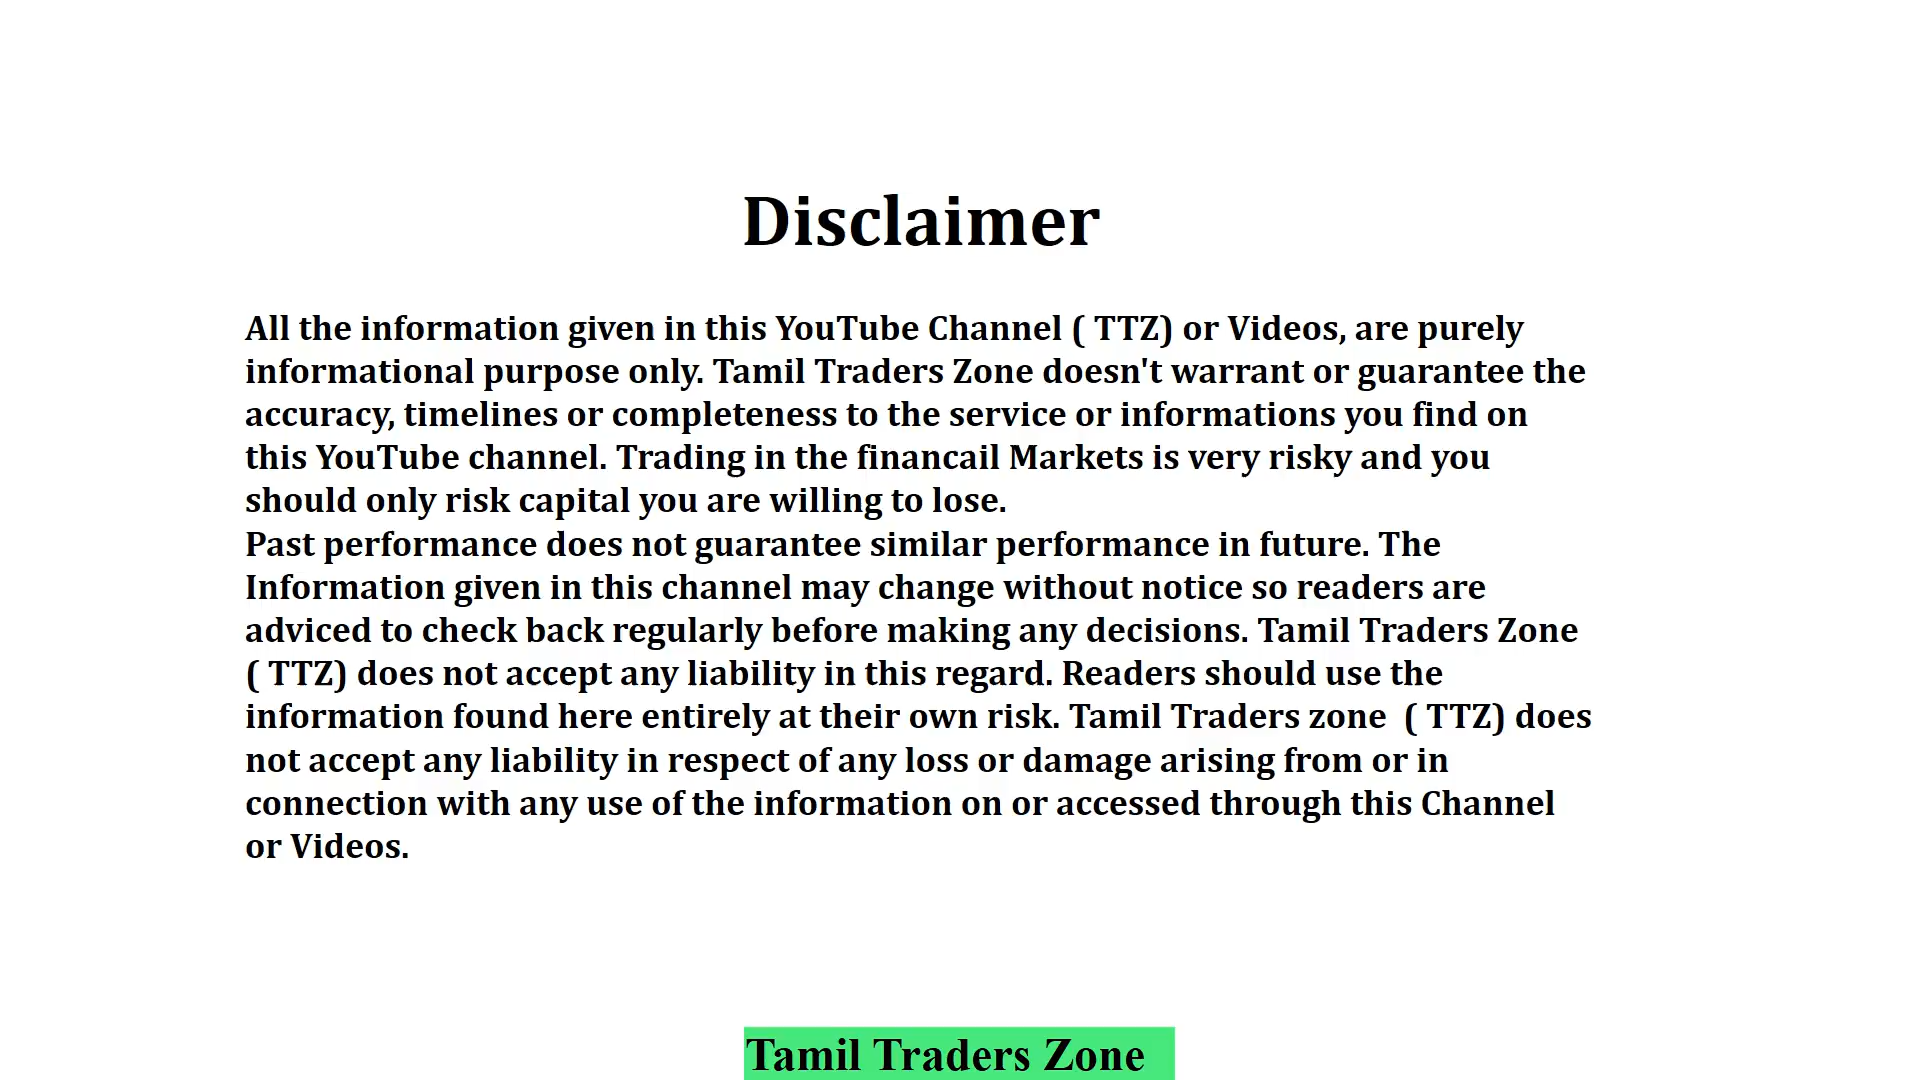 Disclaimer
All the information given in this YouTube Channel ( TTZ) or Videos, are purely
informational purpose only. Tamil Traders Zone doesn't warrant or guarantee the
accuracy, timelines or completeness to the service or informations you find on
this YouTube channel. Trading in the financail Markets is very risky and you
should only risk capital you are willing to lose.
Past performance does not guarantee similar performance in future. The
Information given in this channel may change without notice so readers are
adviced to check back regularly before making any decisions. Tamil Traders Zone
( TTZ) does not accept any liability in this regard. Readers should use the
information found here entirely at their own risk. Tamil Traders zone  ( TTZ) does
not accept any liability in respect of any loss or damage arising from or in
connection with any use of the information on or accessed through this Channel
or Videos.
Tamil Traders Zone